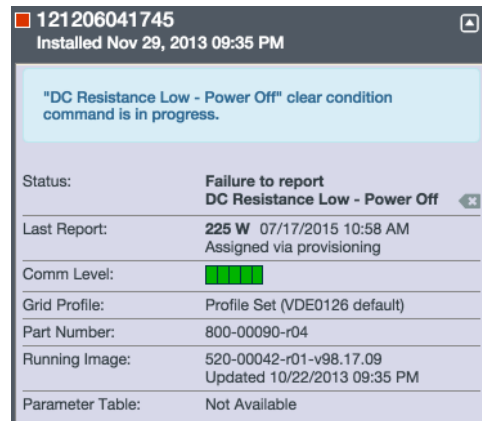 121206041745
Installed Nov 29, 2013 09:35 PM
"DC Resistance Low - Power Off" clear condition
command is in progress.
Status: Failure to report
DC Resistance Low - Power Off
Last Report: 225 W 07/17/2015 10:58 AM
Assigned via provisioning
Comm Level:
Grid Profile: Profile Set (VDE0126 default)
Part Number: 800-00090-r04
Running Image: 520-00042-r01-v98.17.09
Updated 10/22/2013 09:35 PM
Parameter Table: Not Available